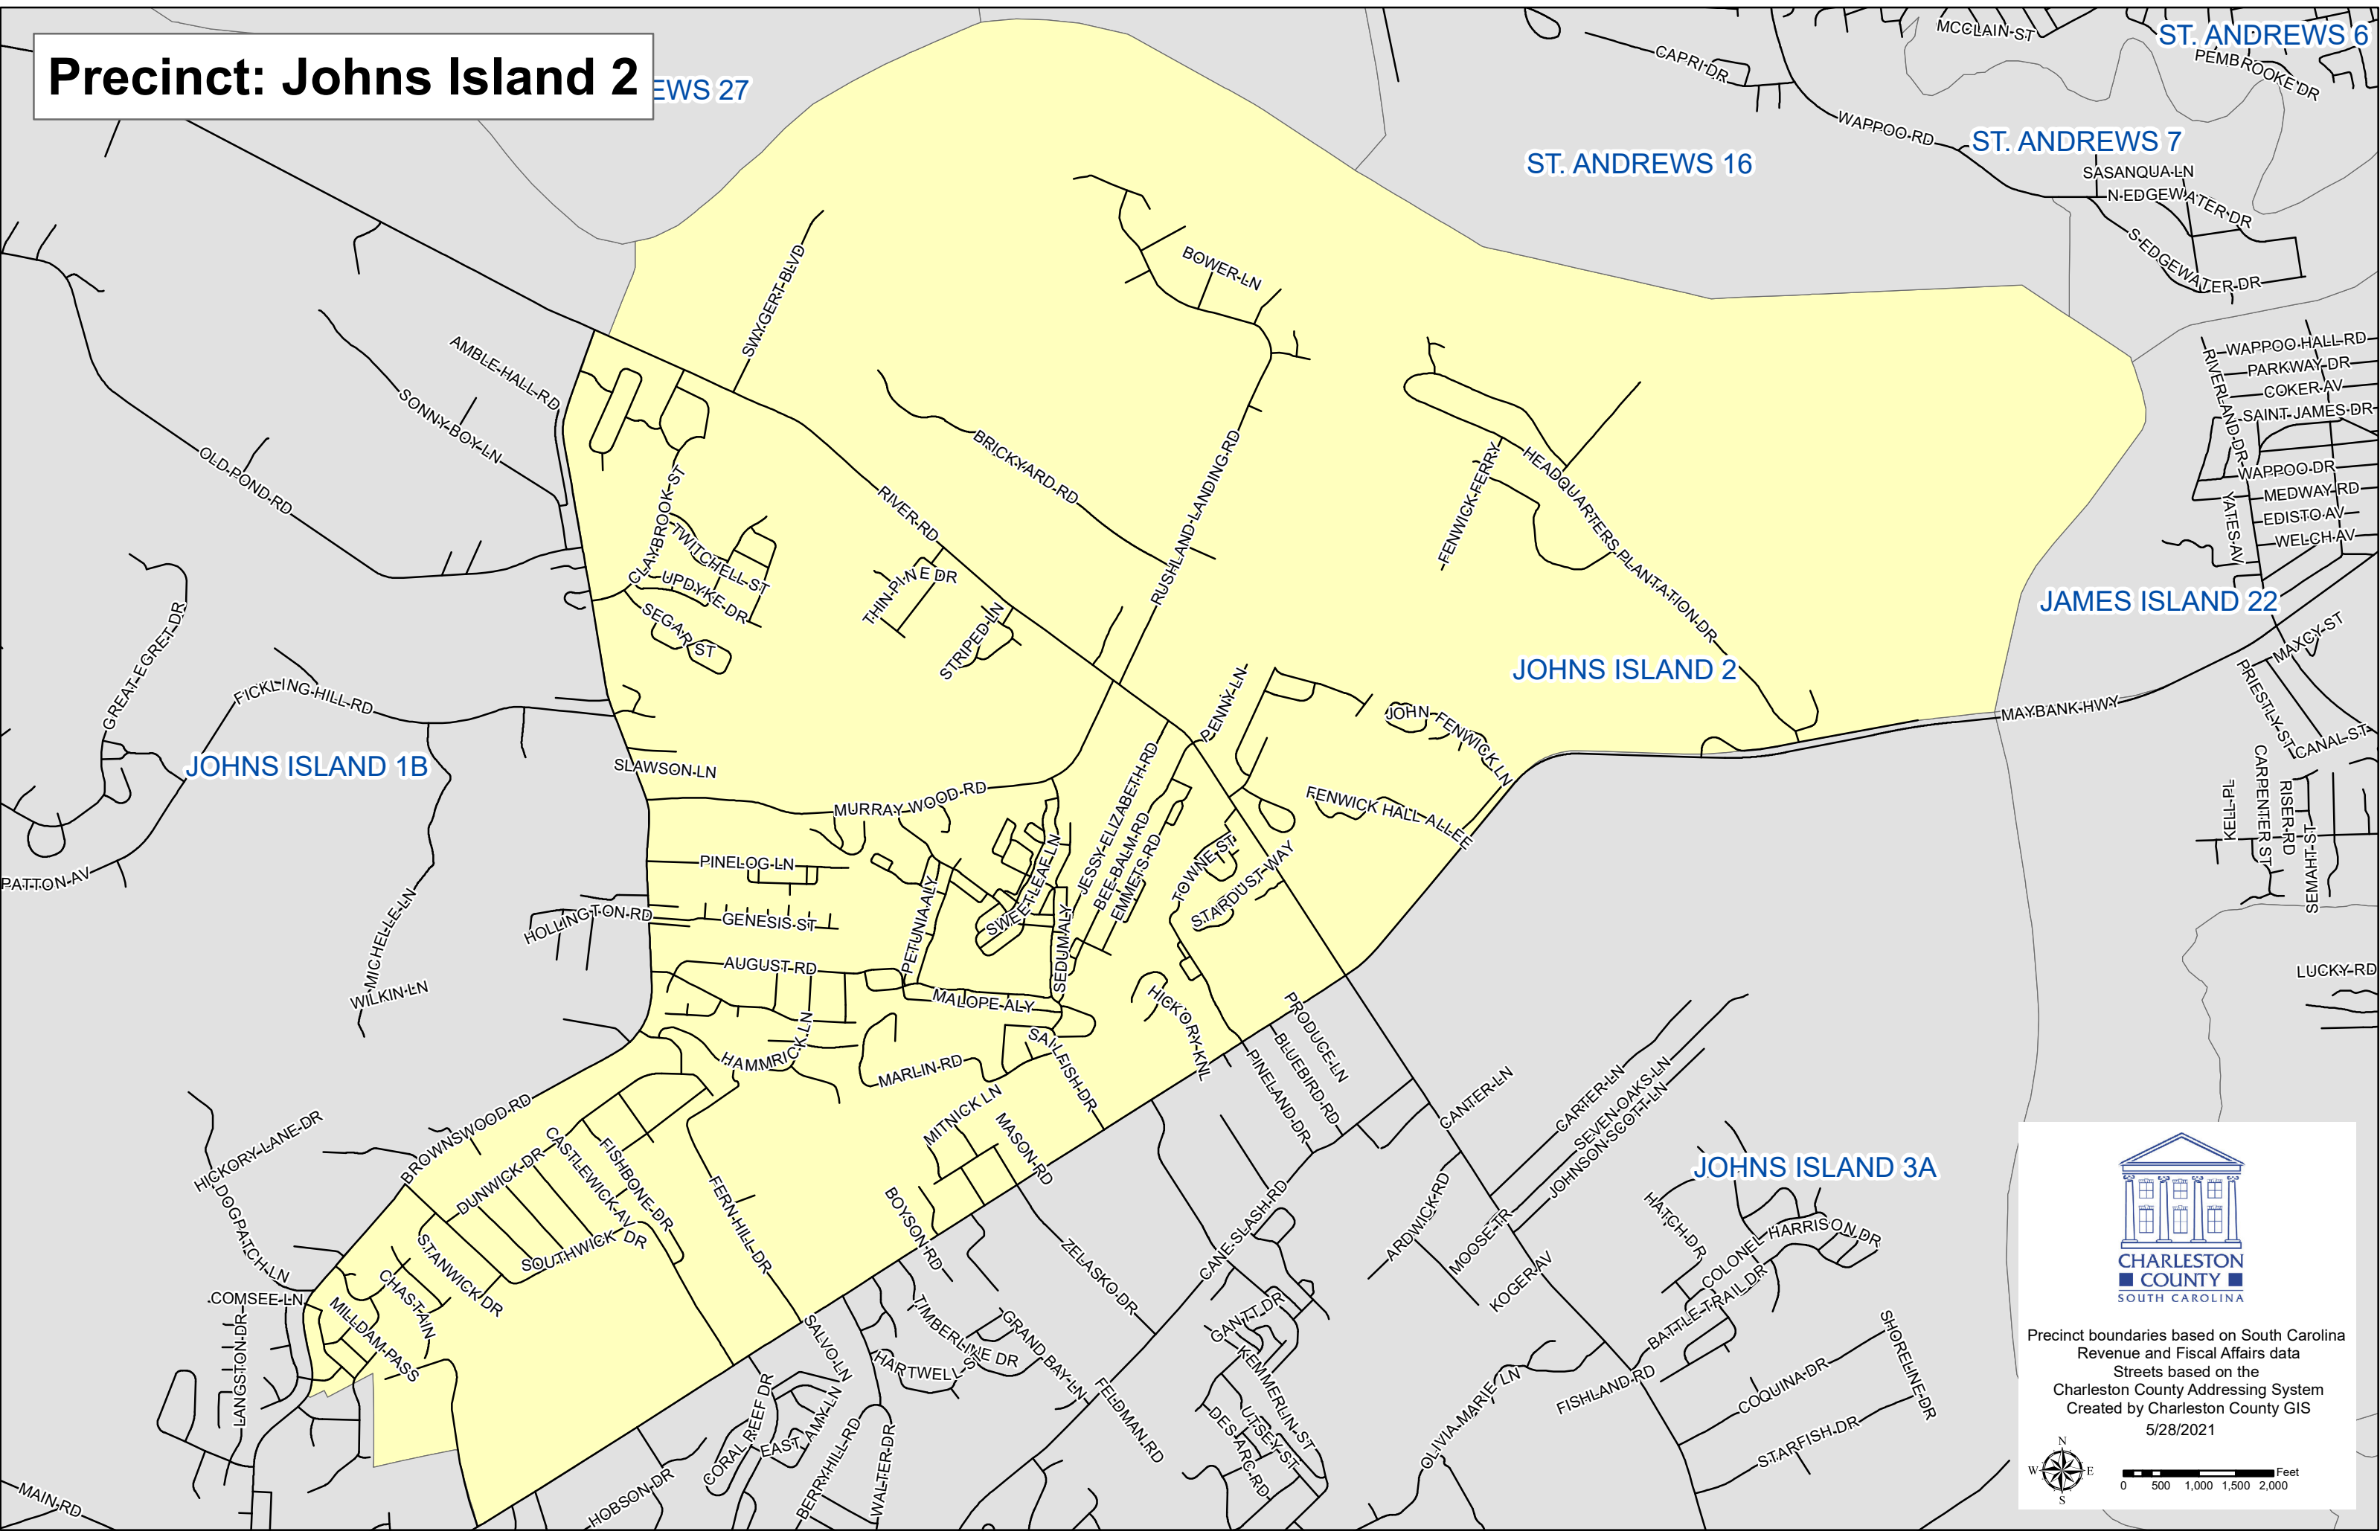 Precinct: Johns Island 2
EWS 27
MCCLAIN ST
ST. ANDREWS 6
PEMBROOKE DR
CAPRI DR
WAPPOO RD
ST. ANDREWS 7
ST. ANDREWS 16
SASANQUA LN
N EDGEWATER DR
S EDGEWATER DR
BOWER LN
SWYGERT BLVD
AMBLE HALL RD
SONNY BOY LN
OLD POND RD
WAPPOO HALL RD
PARKWAY DR
COKER AV
SAINT JAMES DR
RIVERLAND DR
WAPPOO DR
MEDWAY RD
EDISTO AV
WELCH AV
YATES AV
BRICKYARD RD
RIVER RD
RUSHLAND LANDING RD
FENWICK FERRY
HEADQUARTERS PLANTATION DR
CLAYBROOK ST
TWITCHELL ST
UPDYKE DR
SEGAR ST
THIN PINE DR
STRIPED LN
JAMES ISLAND 22
MAXCY ST
PRIESTLY ST
CANAL ST
MAYBANK HWY
JOHNS ISLAND 2
GREAT EGRET DR
FICKLING HILL RD
JOHNS ISLAND 1B
SLAWSON LN
PENNY LN
JOHN FENWICK LN
FENWICK HALL ALLEE
MURRAY WOOD RD
JESSY ELIZABETH RD
BEE BALM RD
EMMETS RD
TOWNE ST
STARDUST WAY
KELL PL
CARPENTER ST
RISER RD
SEMAHT ST
LUCKY RD
PATTON AV
PINELOG LN
GENESIS ST
PETUNIA ALY
SWEETLEAF LN
SEDUM ALY
HOLLINGTON RD
MICHELE LN
WILKIN LN
AUGUST RD
MALOPE ALY
HICKORY KNL
HAMMRICK LN
MARLIN RD
SAILFISH DR
PRODUCE LN
BLUEBIRD RD
PINELAND DR
CANTER LN
CARTER LN
SEVEN OAKS LN
JOHNSON SCOTT LN
MITNICK LN
MASON RD
BROWNSWOOD RD
HICKORY LANE DR
DOGPATCH LN
DUNWICK DR
CASTLEWICK AV
FISHBONE DR
SOUTHWICK DR
STANWICK DR
CHASTAIN
MILLDAM PASS
COMSEE LN
LANGSTON DR
FERN HILL DR
BOYSON RD
ZELASKO DR
CANE SLASH RD
ARDWICK RD
MOOSE TR
KOGER AV
JOHNS ISLAND 3A
HATCH DR
COLONEL HARRISON DR
BATTLE TRAIL DR
SALVO LN
TIMBERLINE DR
HARTWELL ST
GRAND BAY LN
GANTT DR
KEMMERLIN ST
UTSEY ST
DES ARC RD
FELDMAN RD
OLIVIA MARIE LN
FISHLAND RD
COQUINA DR
STARFISH DR
SHORELINE DR
CORAL REEF DR
EAST LAMY LN
BERRYHILL RD
WALTER DR
HOBSON DR
MAIN RD
CHARLESTON
COUNTY
SOUTH CAROLINA
Precinct boundaries based on South Carolina
Revenue and Fiscal Affairs data
Streets based on the
Charleston County Addressing System
Created by Charleston County GIS
5/28/2021
N
W E
S
Feet
0 500 1,000 1,500 2,000